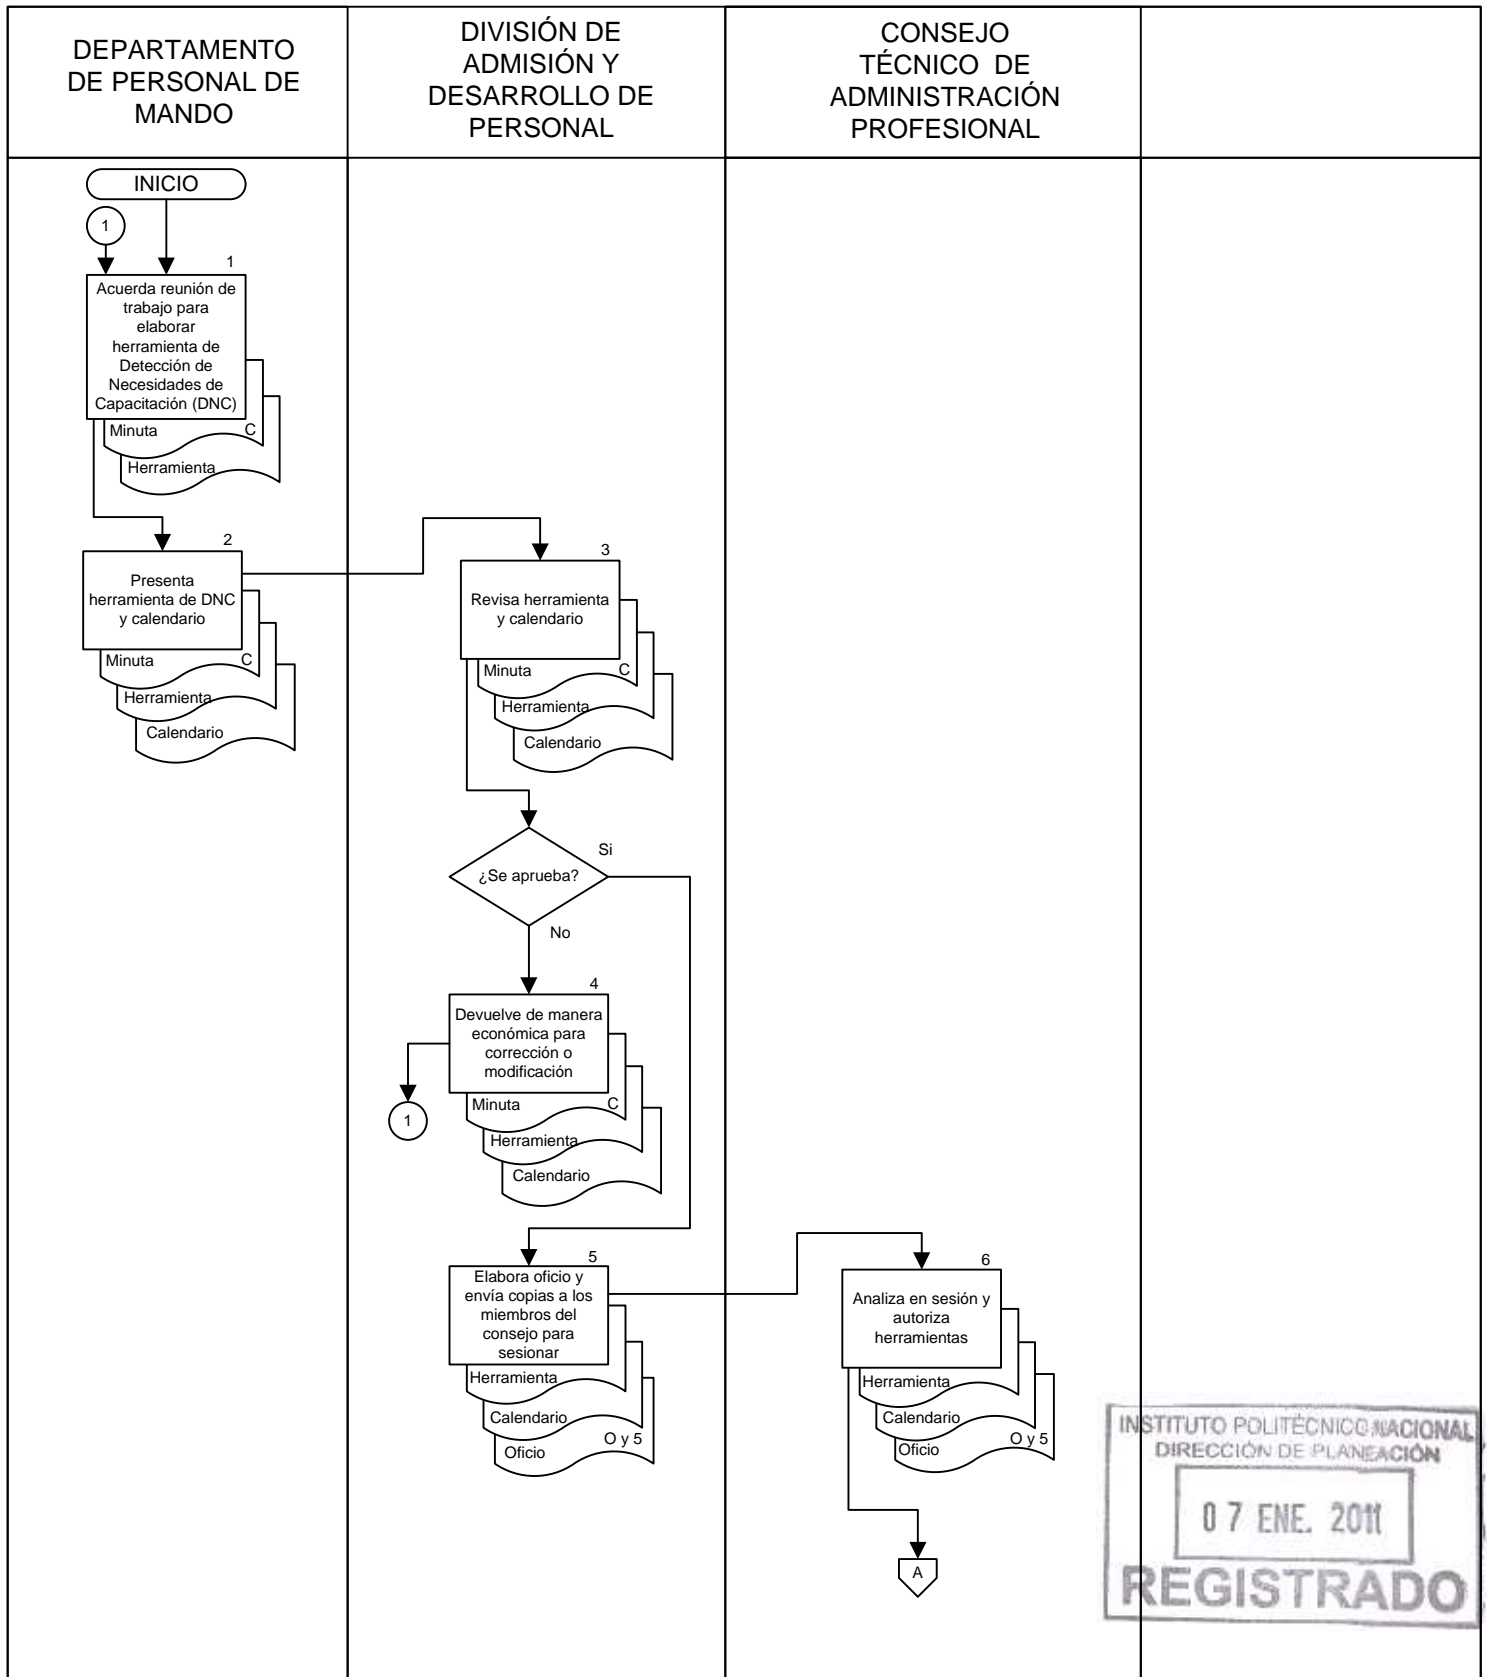 DEPARTAMENTO
DE PERSONAL DE
MANDO
DIVISIÓN DE
ADMISIÓN Y
DESARROLLO DE
PERSONAL
CONSEJO
TÉCNICO DE
ADMINISTRACIÓN
PROFESIONAL
INICIO
1
1
Acuerda reunión de
trabajo para
elaborar
herramienta de
Detección de
Necesidades de
Capacitación (DNC)
Minuta C
Herramienta
2
Presenta
herramienta de DNC
y calendario
Minuta C
Herramienta
Calendario
3
Revisa herramienta
y calendario
Minuta C
Herramienta
Calendario
¿Se aprueba?
Si
No
4
Devuelve de manera
económica para
corrección o
modificación
Minuta C
Herramienta
Calendario
1
5
Elabora oficio y
envía copias a los
miembros del
consejo para
sesionar
Herramienta
Calendario
Oficio O y 5
6
Analiza en sesión y
autoriza
herramientas
Herramienta
Calendario
Oficio O y 5
A
INSTITUTO POLITÉCNICO NACIONAL
DIRECCIÓN DE PLANEACIÓN
07 ENE. 2011
REGISTRADO